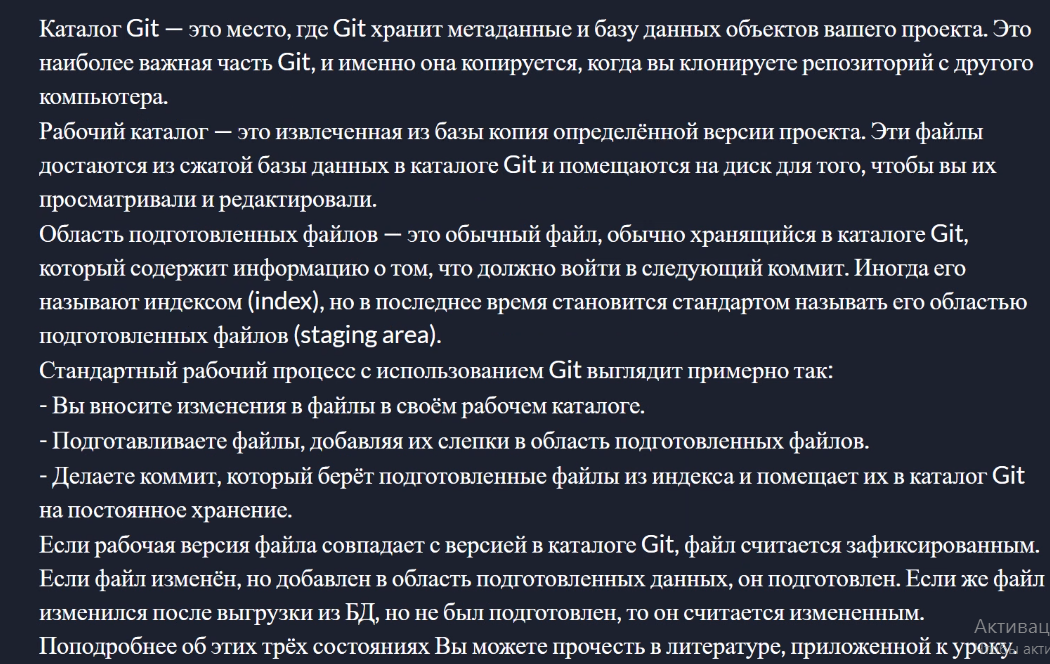 Каталог Git — это место, где Git хранит метаданные и базу данных объектов вашего проекта. Это
наиболее важная часть Git, и именно она копируется, когда вы клонируете репозиторий с другого
компьютера.
Рабочий каталог — это извлеченная из базы копия определённой версии проекта. Эти файлы
достаются из сжатой базы данных в каталоге Git и помещаются на диск для того, чтобы вы их
просматривали и редактировали.
Область подготовленных файлов — это обычный файл, обычно хранящийся в каталоге Git,
который содержит информацию о том, что должно войти в следующий коммит. Иногда его
называют индексом (index), но в последнее время становится стандартом называть его областью
подготовленных файлов (staging area).
Стандартный рабочий процесс с использованием Git выглядит примерно так:
- Вы вносите изменения в файлы в своём рабочем каталоге.
- Подготавливаете файлы, добавляя их слепки в область подготовленных файлов.
- Делаете коммит, который берёт подготовленные файлы из индекса и помещает их в каталог Git
на постоянное хранение.
Если рабочая версия файла совпадает с версией в каталоге Git, файл считается зафиксированным.
Если файл изменён, но добавлен в область подготовленных данных, он подготовлен. Если же файл
изменился после выгрузки из БД, но не был подготовлен, то он считается измененным.
Активац
Поподробнее об этих трёх состояниях Вы можете прочесть в литературе, приложенной к уроку.